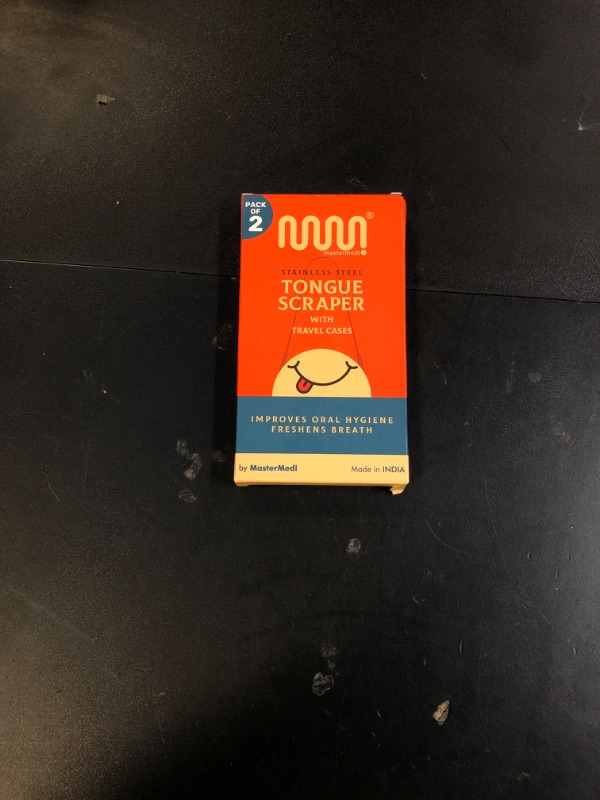 PACK
OF
2
mastermedi
STAINLESS STEEL
TONGUE
SCRAPER
WITH
TRAVEL CASES
IMPROVES ORAL HYGIENE
FRESHENS BREATH
by MasterMedi Made in INDIA